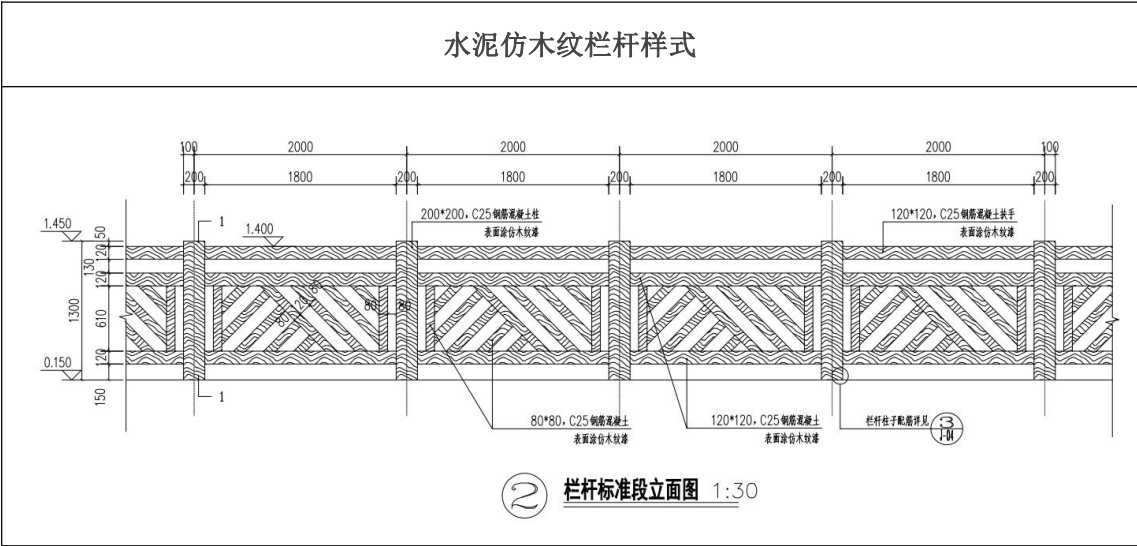 水泥仿木纹栏杆样式
100 2000 2000 2000 2000 100
200 1800 200 1800 200 1800 200 1800 200
200*200，C25钢筋混凝土柱
表面涂仿木纹漆
120*120，C25钢筋混凝土扶手
表面涂仿木纹漆
1.450
1
1.400
50
120
130
120
1300
610
120
150
0.150
80 120 80
80 80
1
80*80，C25钢筋混凝土
表面涂仿木纹漆
120*120，C25钢筋混凝土
表面涂仿木纹漆
栏杆柱子配筋详见
3
J-04
2 栏杆标准段立面图 1:30